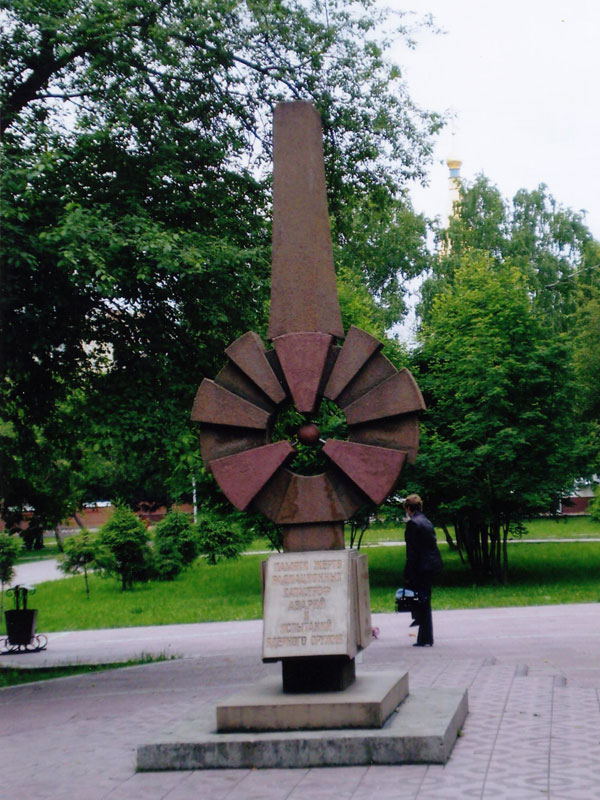 ПАМЯТИ ЖЕРТВ
РАДИАЦИОННЫХ
КАТАСТРОФ
АВАРИЙ
И
ИСПЫТАНИЙ
ЯДЕРНОГО ОРУЖИЯ